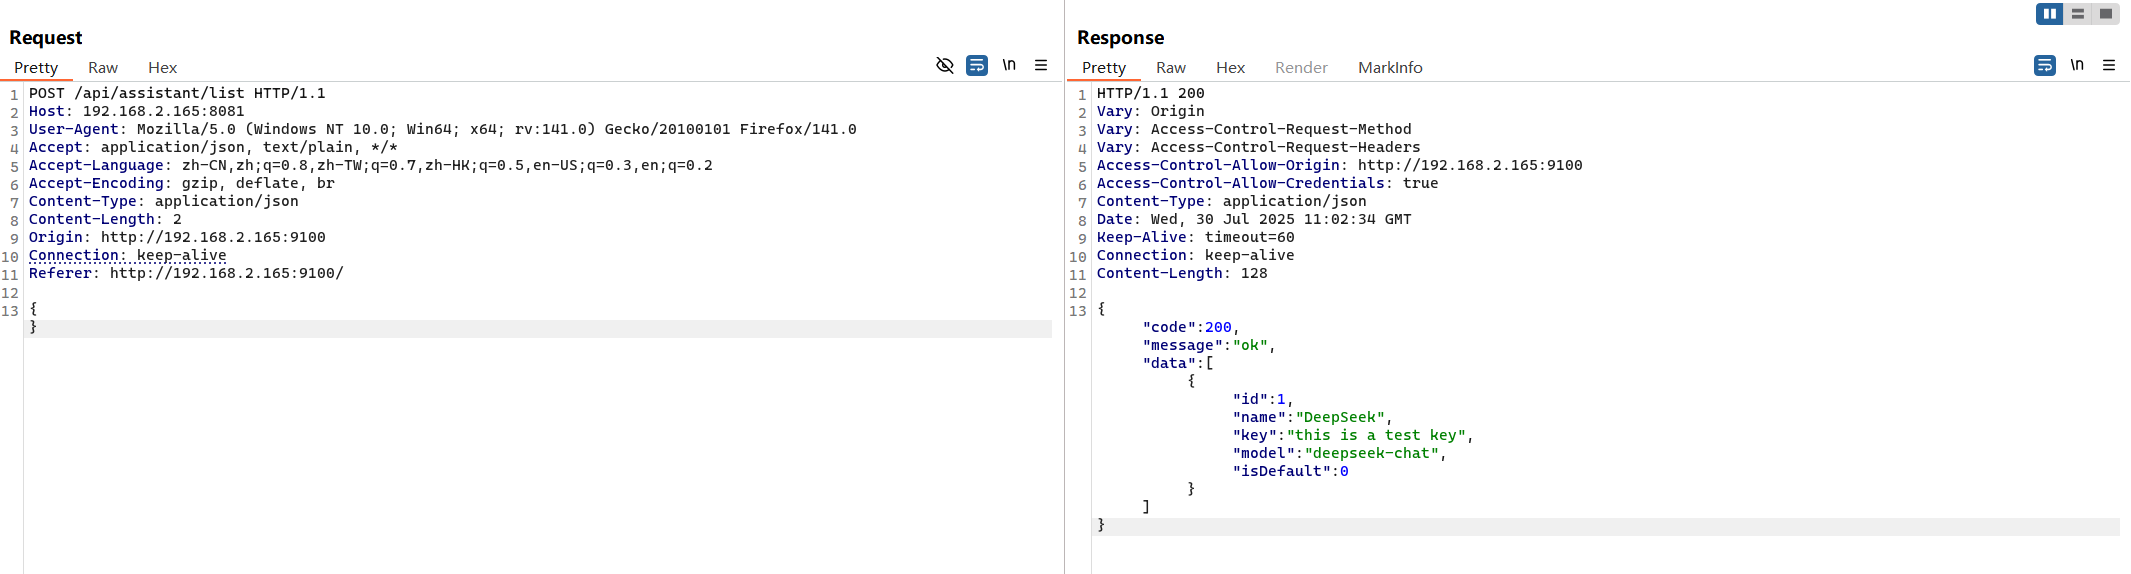 Request
Pretty Raw Hex
\n
1 POST /api/assistant/list HTTP/1.1
2 Host: 192.168.2.165:8081
3 User-Agent: Mozilla/5.0 (Windows NT 10.0; Win64; x64; rv:141.0) Gecko/20100101 Firefox/141.0
4 Accept: application/json, text/plain, */*
5 Accept-Language: zh-CN,zh;q=0.8,zh-TW;q=0.7,zh-HK;q=0.5,en-US;q=0.3,en;q=0.2
6 Accept-Encoding: gzip, deflate, br
7 Content-Type: application/json
8 Content-Length: 2
9 Origin: http://192.168.2.165:9100
10 Connection: keep-alive
11 Referer: http://192.168.2.165:9100/
12
13 {
}
Response
Pretty Raw Hex Render MarkInfo
\n
1 HTTP/1.1 200
2 Vary: Origin
3 Vary: Access-Control-Request-Method
4 Vary: Access-Control-Request-Headers
5 Access-Control-Allow-Origin: http://192.168.2.165:9100
6 Access-Control-Allow-Credentials: true
7 Content-Type: application/json
8 Date: Wed, 30 Jul 2025 11:02:34 GMT
9 Keep-Alive: timeout=60
10 Connection: keep-alive
11 Content-Length: 128
12
13 {
"code":200,
"message":"ok",
"data":[
{
"id":1,
"name":"DeepSeek",
"key":"this is a test key",
"model":"deepseek-chat",
"isDefault":0
}
]
}